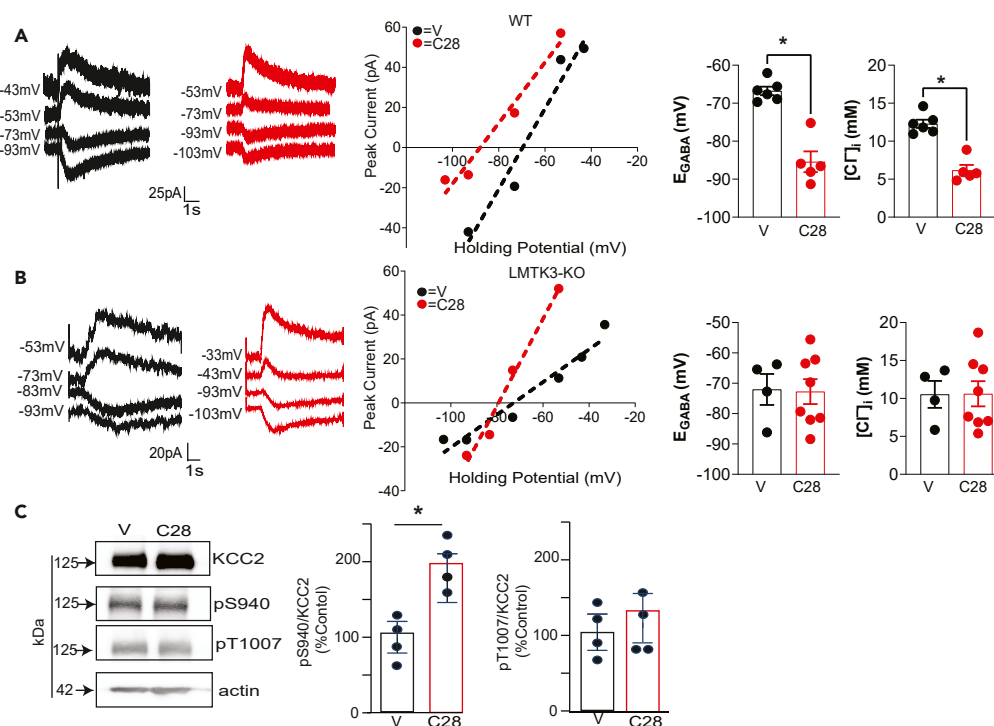 A
-43mV
-53mV
-73mV
-93mV
25pA
1s
-53mV
-73mV
-93mV
-103mV
WT
=V
=C28
Peak Current (pA)
60
40
20
0
-20
-40
-100 -80 -60 -40 -20
Holding Potential (mV)
EGABA (mV)
-60
-70
-80
-90
-100
*
V C28
[Cl-]i (mM)
20
15
10
5
0
*
V C28
B
-53mV
-73mV
-83mV
-93mV
20pA
1s
-33mV
-43mV
-93mV
-103mV
LMTK3-KO
=V
=C28
Peak Current (pA)
60
40
20
0
-20
-40
-100 -80 -60 -40 -20
Holding Potential (mV)
EGABA (mV)
-50
-60
-70
-80
-90
-100
V C28
[Cl-]i (mM)
20
15
10
5
0
V C28
C
V C28
kDa
125 KCC2
125 pS940
125 pT1007
42 actin
pS940/KCC2
(%Contol)
200
100
0
*
V C28
pT1007/KCC2
(%Control)
200
100
0
V C28